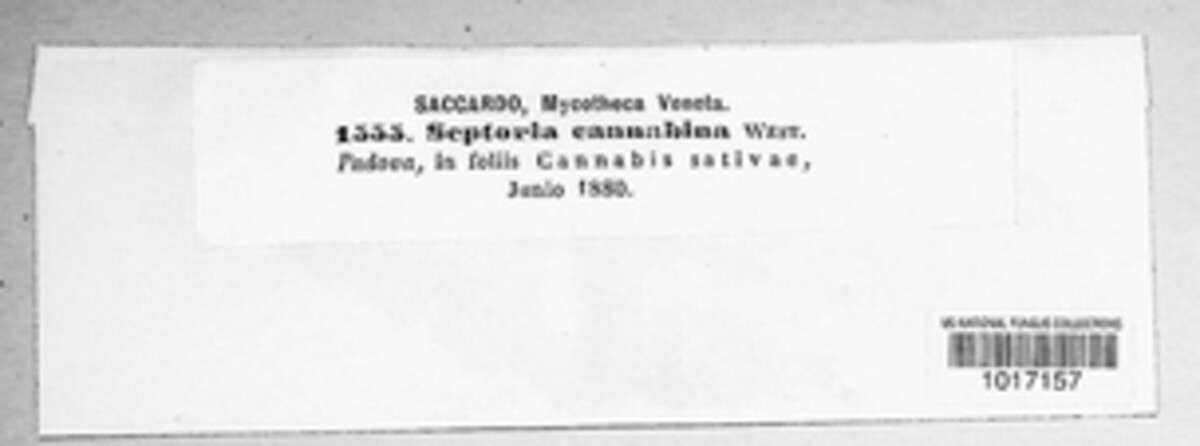 SACCARDO, Mycotheca Veneta.
1555. Septoria cannabina WEST.
Padova, in foliis Cannabis sativae,
Junio 1880.
US NATIONAL FUNGUS COLLECTIONS
1017157